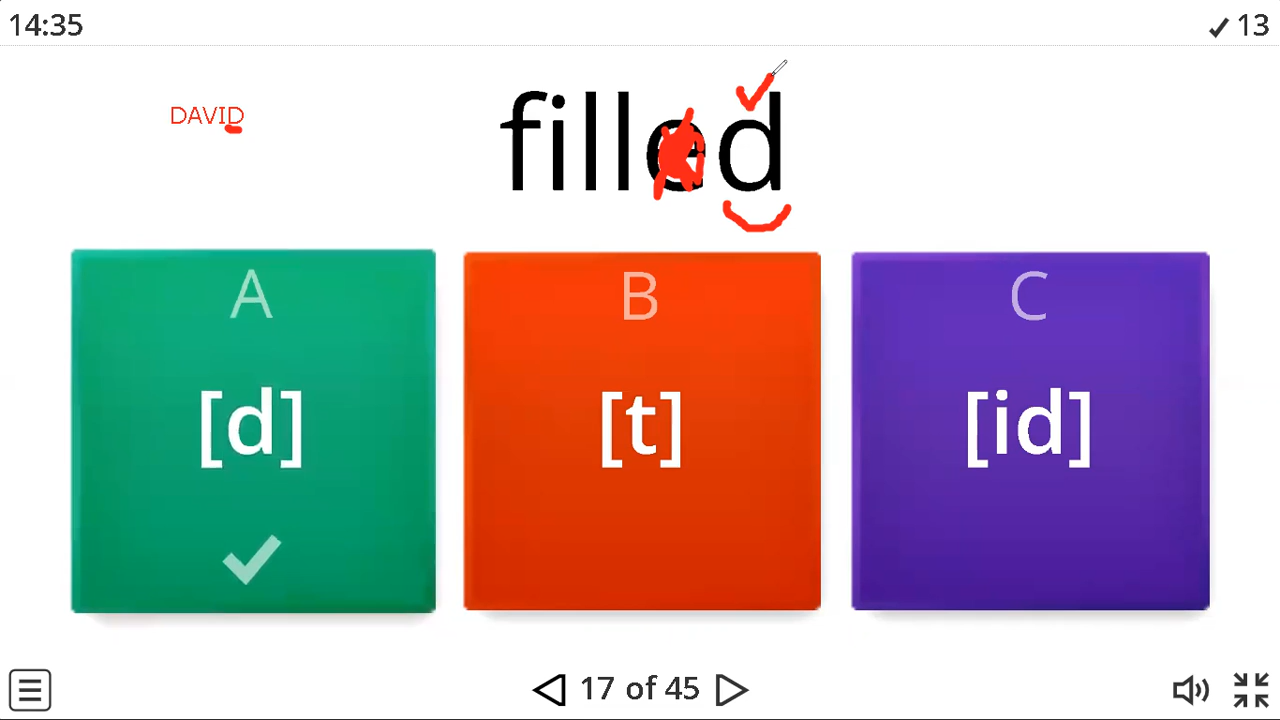 14:35
✓ 13
DAVID
filled
A
B
C
[d]
[t]
[id]
17 of 45